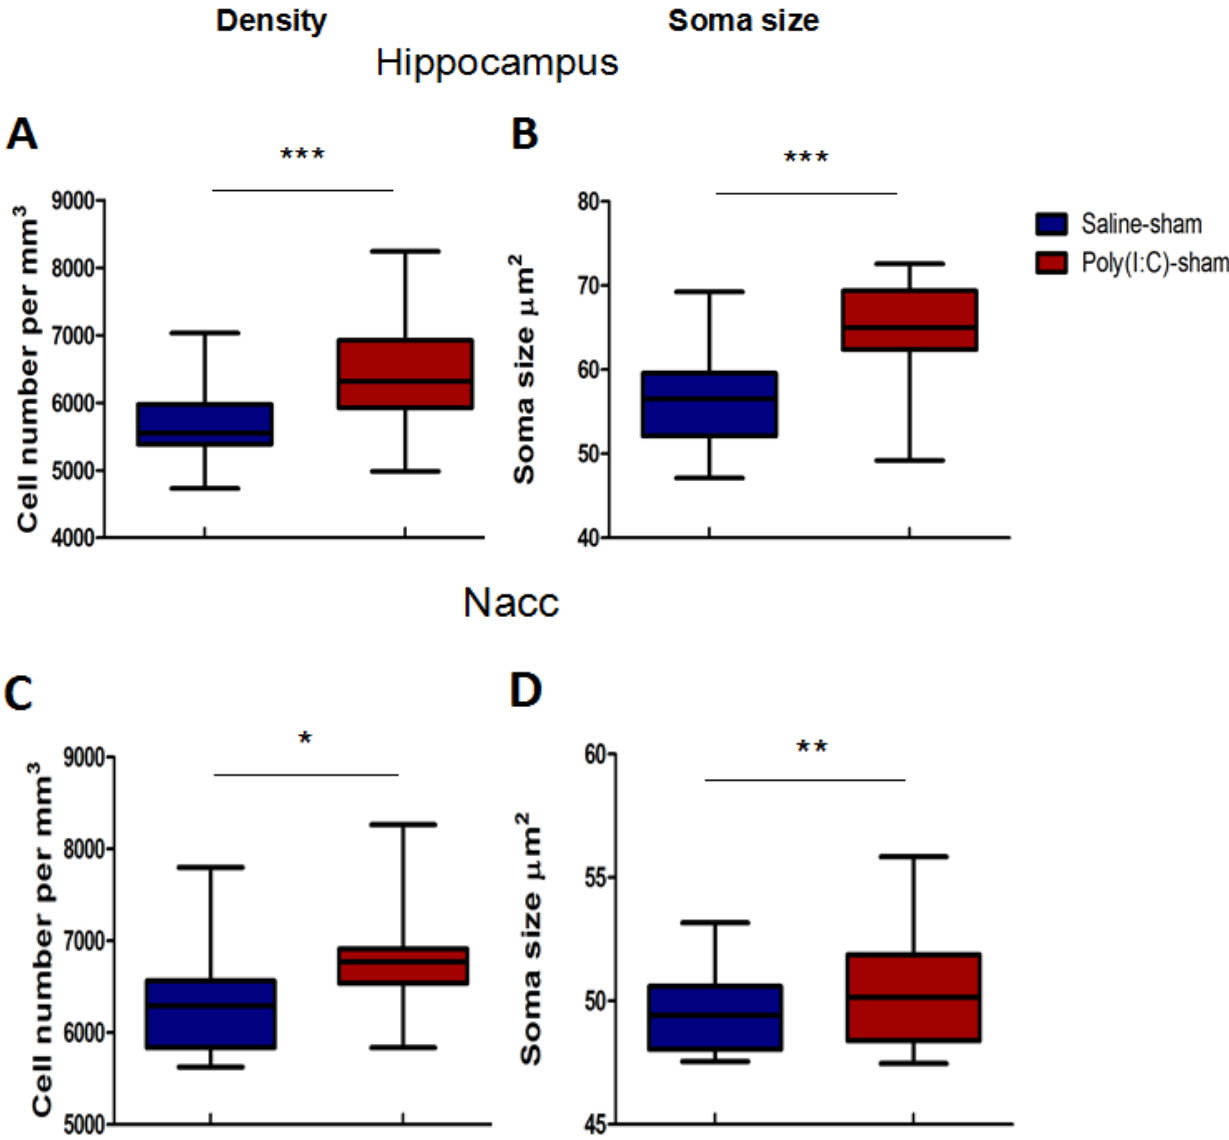 Density Soma size
Hippocampus
A
***
Cell number per mm³
9000
8000
7000
6000
5000
4000
B
***
Soma size μm²
80
70
60
50
40
Saline-sham
Poly(I:C)-sham
Nacc
C
*
Cell number per mm³
9000
8000
7000
6000
5000
D
**
Soma size μm²
60
55
50
45